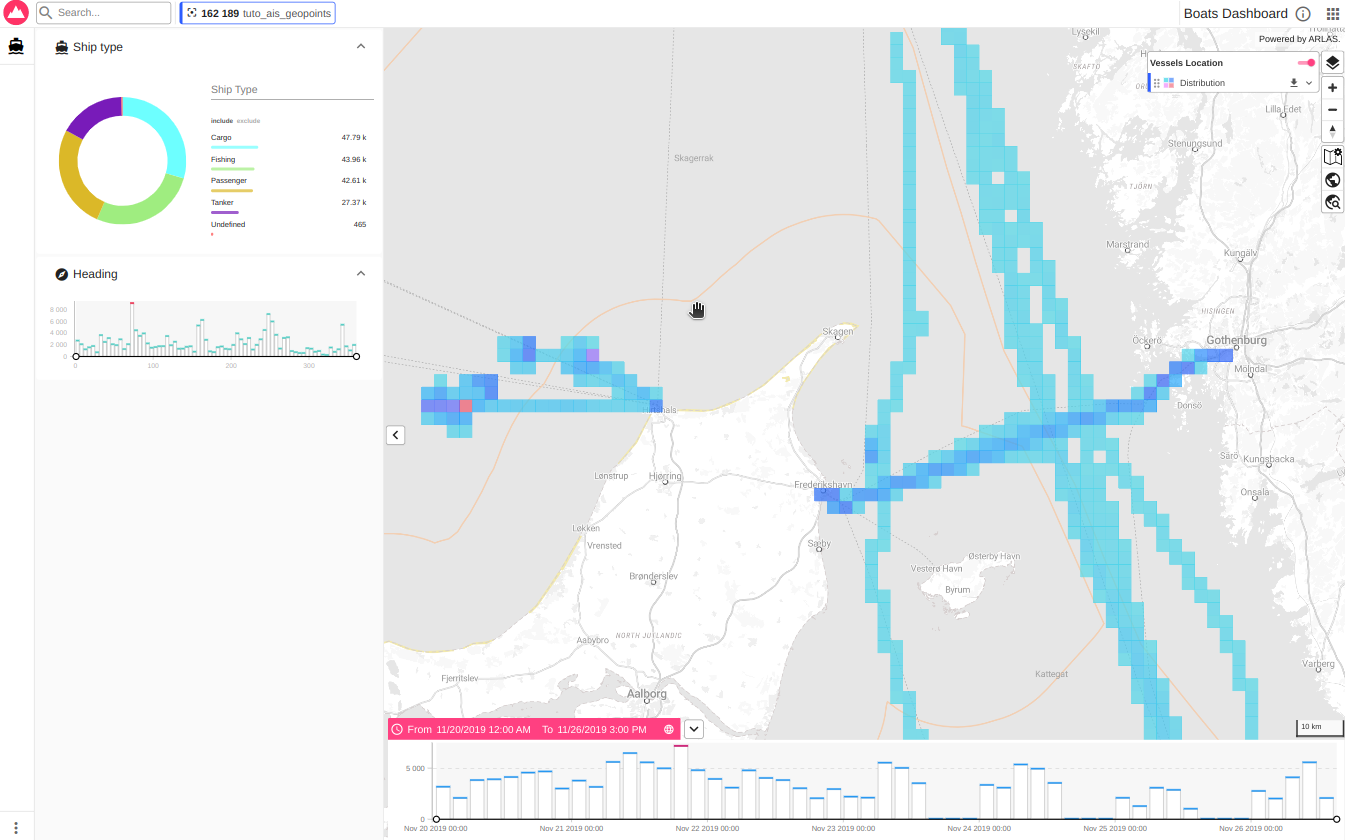 Search...
162 189 tuto_ais_geopoints
Boats Dashboard
Powered by ARLAS.
Ship type
Ship Type
include exclude
Cargo 47.79 k
Fishing 43.96 k
Passenger 42.61 k
Tanker 27.37 k
Undefined 465
Heading
8 000
6 000
4 000
2 000
0
0 100 200 300
Vessels Location
Distribution
Lysekil
SKAFTÖ
Lilla Edet
Stenungsund
Skagerrak
TJÖRN
Marstrand
Kungälv
HISINGEN
Skagen
Öckerö
Gothenburg
Mölndal
Donsö
Hirtshals
Särö
Kungsbacka
Lønstrup
Hjørring
Frederikshavn
Onsala
Løkken
Vrensted
Sæby
Østerby Havn
Vesterø Havn
Brønderslev
Byrum
NORTH JUTLANDIC
Aabybro
Varberg
Kattegat
Fjerritslev
Aalborg
10 km
From 11/20/2019 12:00 AM To 11/26/2019 3:00 PM
5 000
0
Nov 20 2019 00:00 Nov 21 2019 00:00 Nov 22 2019 00:00 Nov 23 2019 00:00 Nov 24 2019 00:00 Nov 25 2019 00:00 Nov 26 2019 00:00